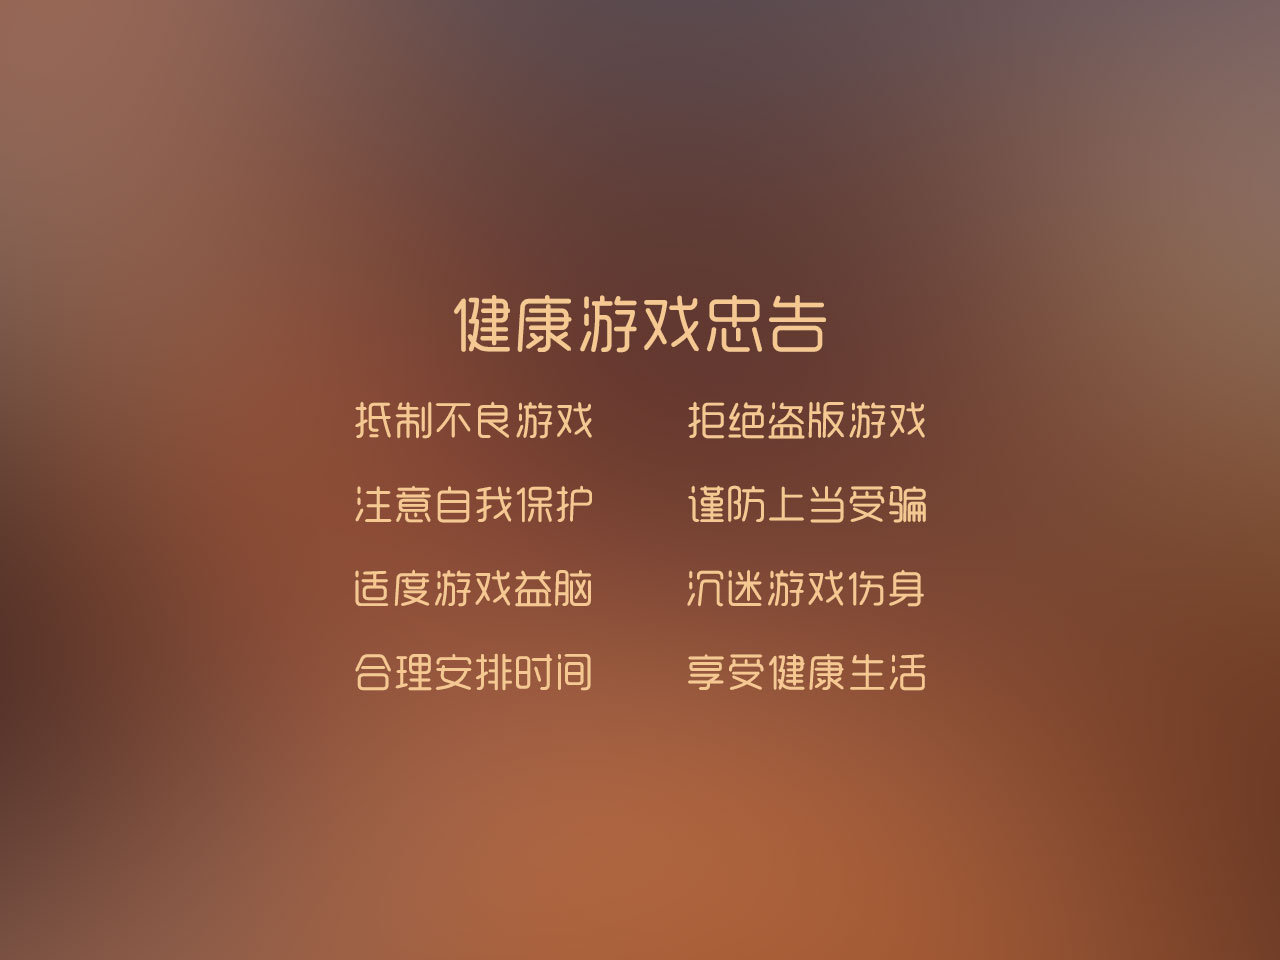 健康游戏忠告
抵制不良游戏 拒绝盗版游戏
注意自我保护 谨防上当受骗
适度游戏益脑 沉迷游戏伤身
合理安排时间 享受健康生活